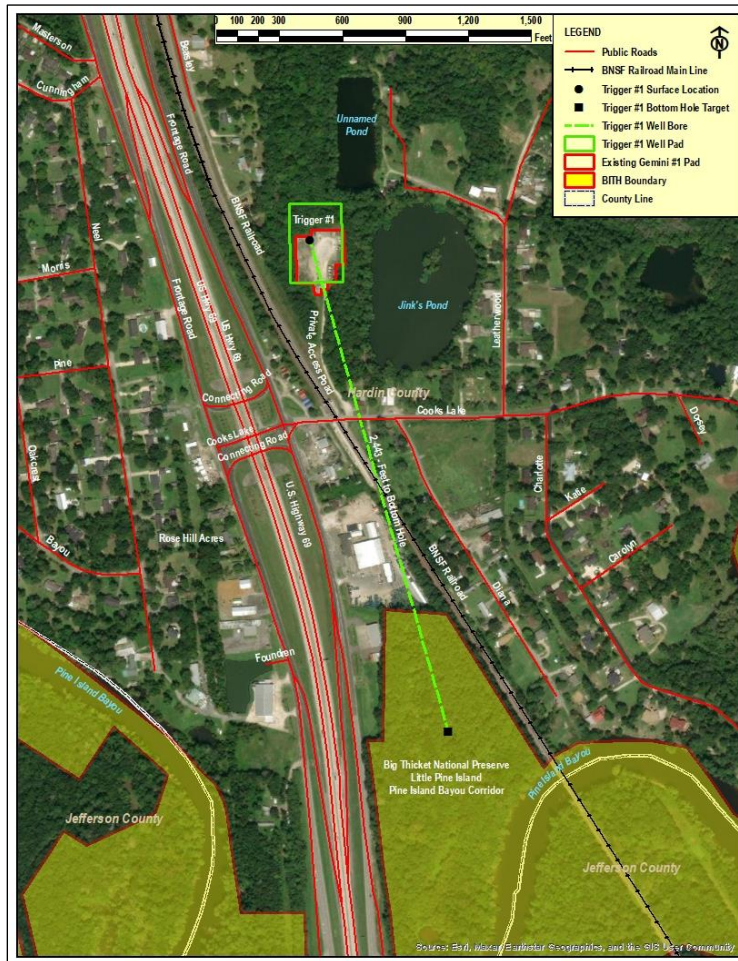 0 100 200 300 600 900 1,200 1,500
Feet
LEGEND
N
Public Roads
BNSF Railroad Main Line
Trigger #1 Surface Location
Trigger #1 Bottom Hole Target
Trigger #1 Well Bore
Trigger #1 Well Pad
Existing Gemini #1 Pad
BITH Boundary
County Line
Masterson
Cunningham
Beasley
Frontage Road
BNSF Railroad
Unnamed
Pond
Trigger #1
Neel
Morris
Frontage Road
U.S. Hwy 69
U.S. Hwy 69
Private Access Road
Jink's Pond
Leatherwood
Pine
Connecting Road
Hardin County
Cooks Lake
Cooks Lake
Connecting Road
Dorsey
Oakcrest
Charlotte
Katie
Feet to Bottom Hole
U.S. Highway 69
Bayou
Rose Hill Acres
BNSF Railroad
Diana
Carolyn
Foundren
Pine Island Bayou
Big Thicket National Preserve
Little Pine Island
Pine Island Bayou Corridor
Pine Island Bayou
Jefferson County
Jefferson County
Source: Esri, Maxar, Earthstar Geographics, and the GIS User Community